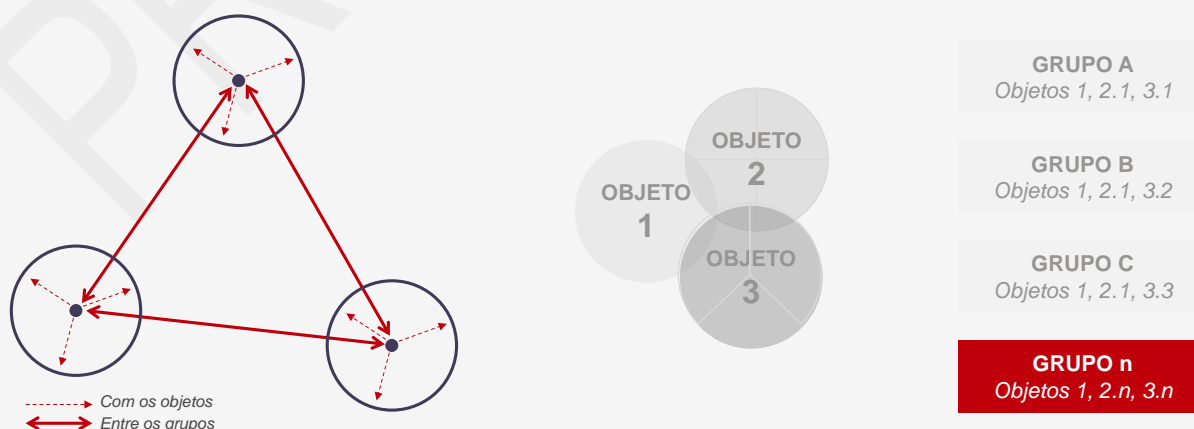 OBJETO
1
OBJETO
2
OBJETO
3
GRUPO A
Objetos 1, 2.1, 3.1
GRUPO B
Objetos 1, 2.1, 3.2
GRUPO C
Objetos 1, 2.1, 3.3
GRUPO n
Objetos 1, 2.n, 3.n
Com os objetos
Entre os grupos